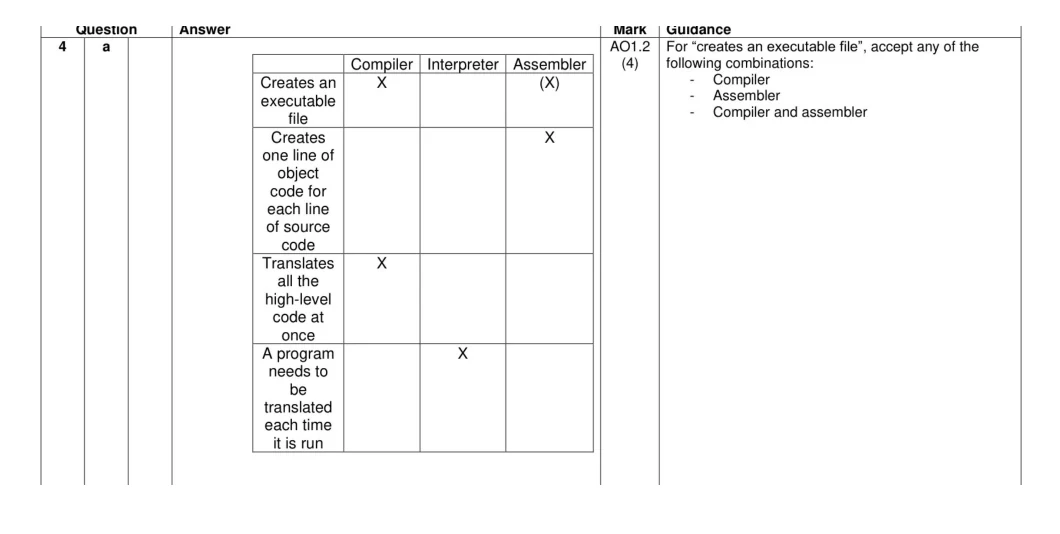 Question Answer Mark Guidance
4 a AO1.2 For “creates an executable file”, accept any of the
(4) following combinations:
- Compiler
- Assembler
- Compiler and assembler
Compiler Interpreter Assembler
Creates an X (X)
executable
file
Creates X
one line of
object
code for
each line
of source
code
Translates X
all the
high-level
code at
once
A program X
needs to
be
translated
each time
it is run